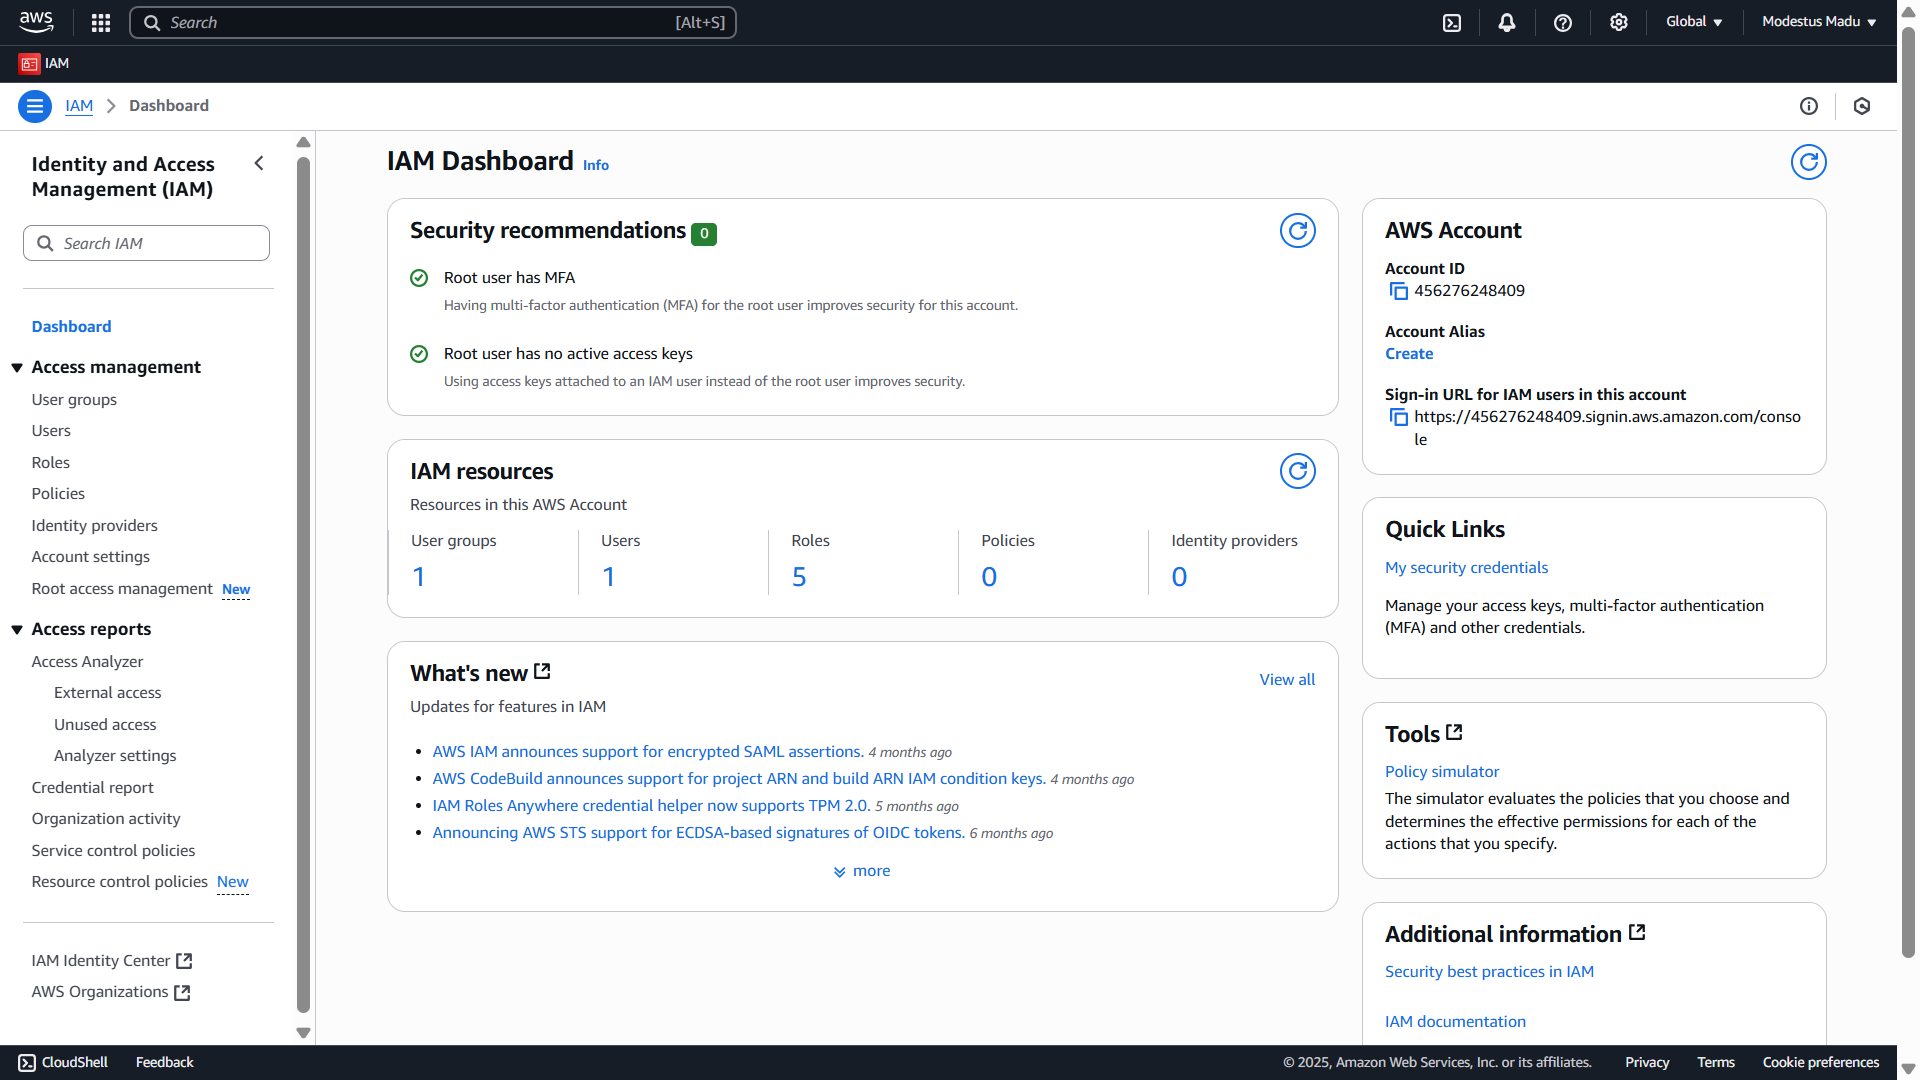 aws
Search [Alt+S]
Global
Modestus Madu
IAM
IAM
Dashboard
Identity and Access
Management (IAM)
Search IAM
Dashboard
Access management
User groups
Users
Roles
Policies
Identity providers
Account settings
Root access management New
Access reports
Access Analyzer
External access
Unused access
Analyzer settings
Credential report
Organization activity
Service control policies
Resource control policies New
IAM Identity Center
AWS Organizations
IAM Dashboard Info
Security recommendations 0
Root user has MFA
Having multi-factor authentication (MFA) for the root user improves security for this account.
Root user has no active access keys
Using access keys attached to an IAM user instead of the root user improves security.
IAM resources
Resources in this AWS Account
User groups
1
Users
1
Roles
5
Policies
0
Identity providers
0
What's new
View all
Updates for features in IAM
AWS IAM announces support for encrypted SAML assertions. 4 months ago
AWS CodeBuild announces support for project ARN and build ARN IAM condition keys. 4 months ago
IAM Roles Anywhere credential helper now supports TPM 2.0. 5 months ago
Announcing AWS STS support for ECDSA-based signatures of OIDC tokens. 6 months ago
more
AWS Account
Account ID
456276248409
Account Alias
Create
Sign-in URL for IAM users in this account
https://456276248409.signin.aws.amazon.com/conso
le
Quick Links
My security credentials
Manage your access keys, multi-factor authentication
(MFA) and other credentials.
Tools
Policy simulator
The simulator evaluates the policies that you choose and
determines the effective permissions for each of the
actions that you specify.
Additional information
Security best practices in IAM
IAM documentation
CloudShell
Feedback
© 2025, Amazon Web Services, Inc. or its affiliates.
Privacy
Terms
Cookie preferences